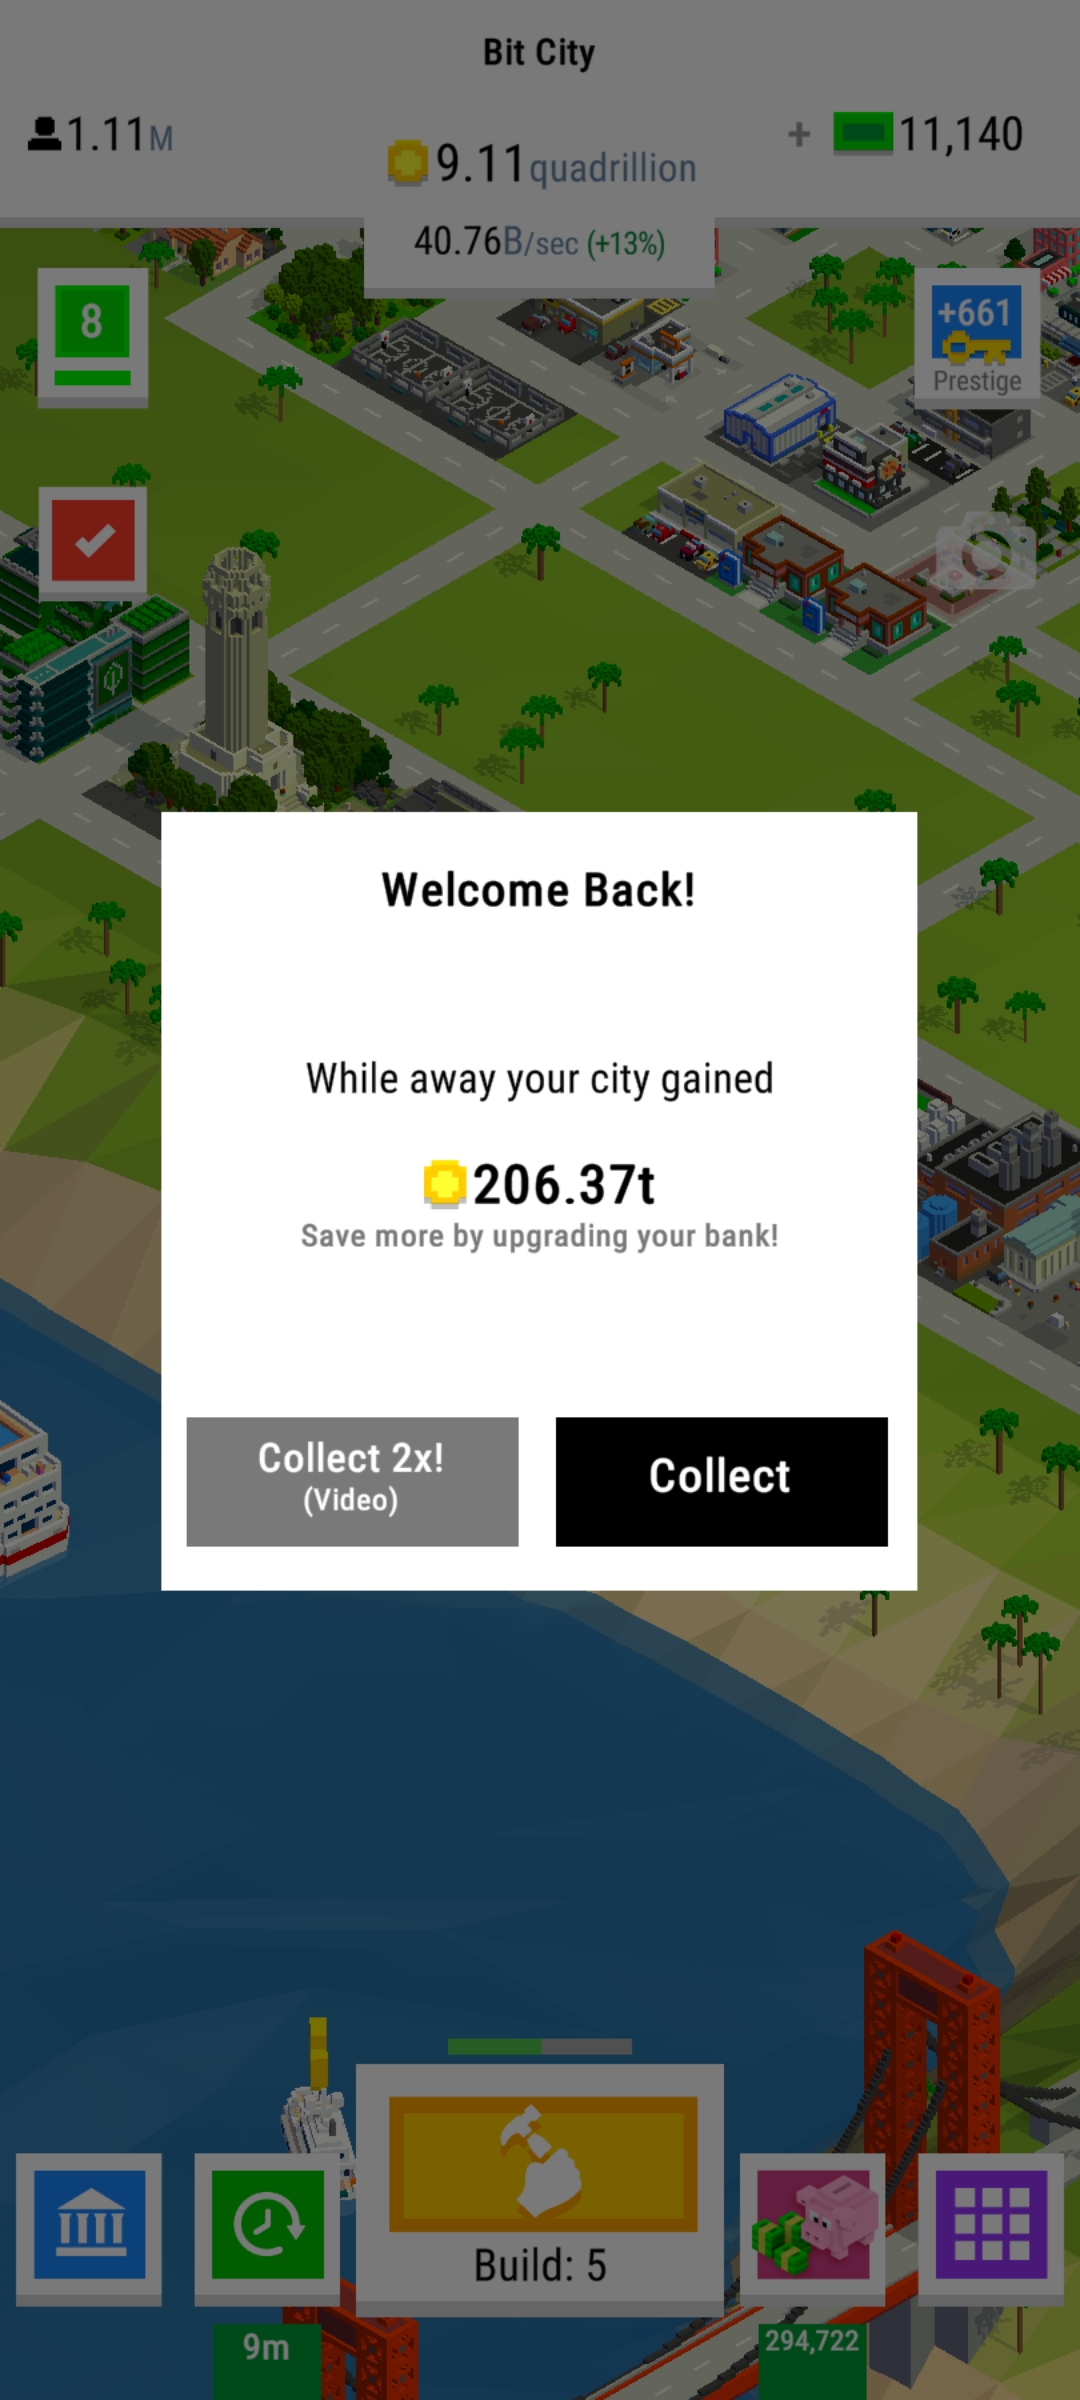 Bit City
1.11M
9.11quadrillion
+ 11,140
40.76B/sec (+13%)
8
+661
Prestige
Welcome Back!
While away your city gained
206.37t
Save more by upgrading your bank!
Collect 2x!
(Video)
Collect
Build: 5
9m
294,722